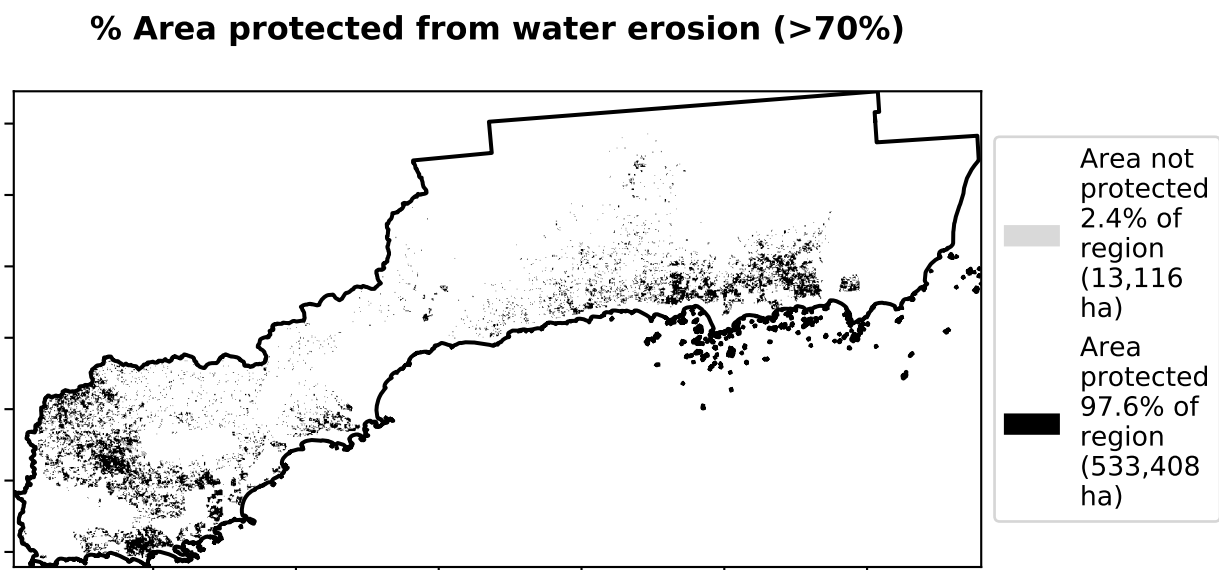 % Area protected from water erosion (>70%)
Area not
protected
2.4% of
region
(13,116
ha)
Area
protected
97.6% of
region
(533,408
ha)